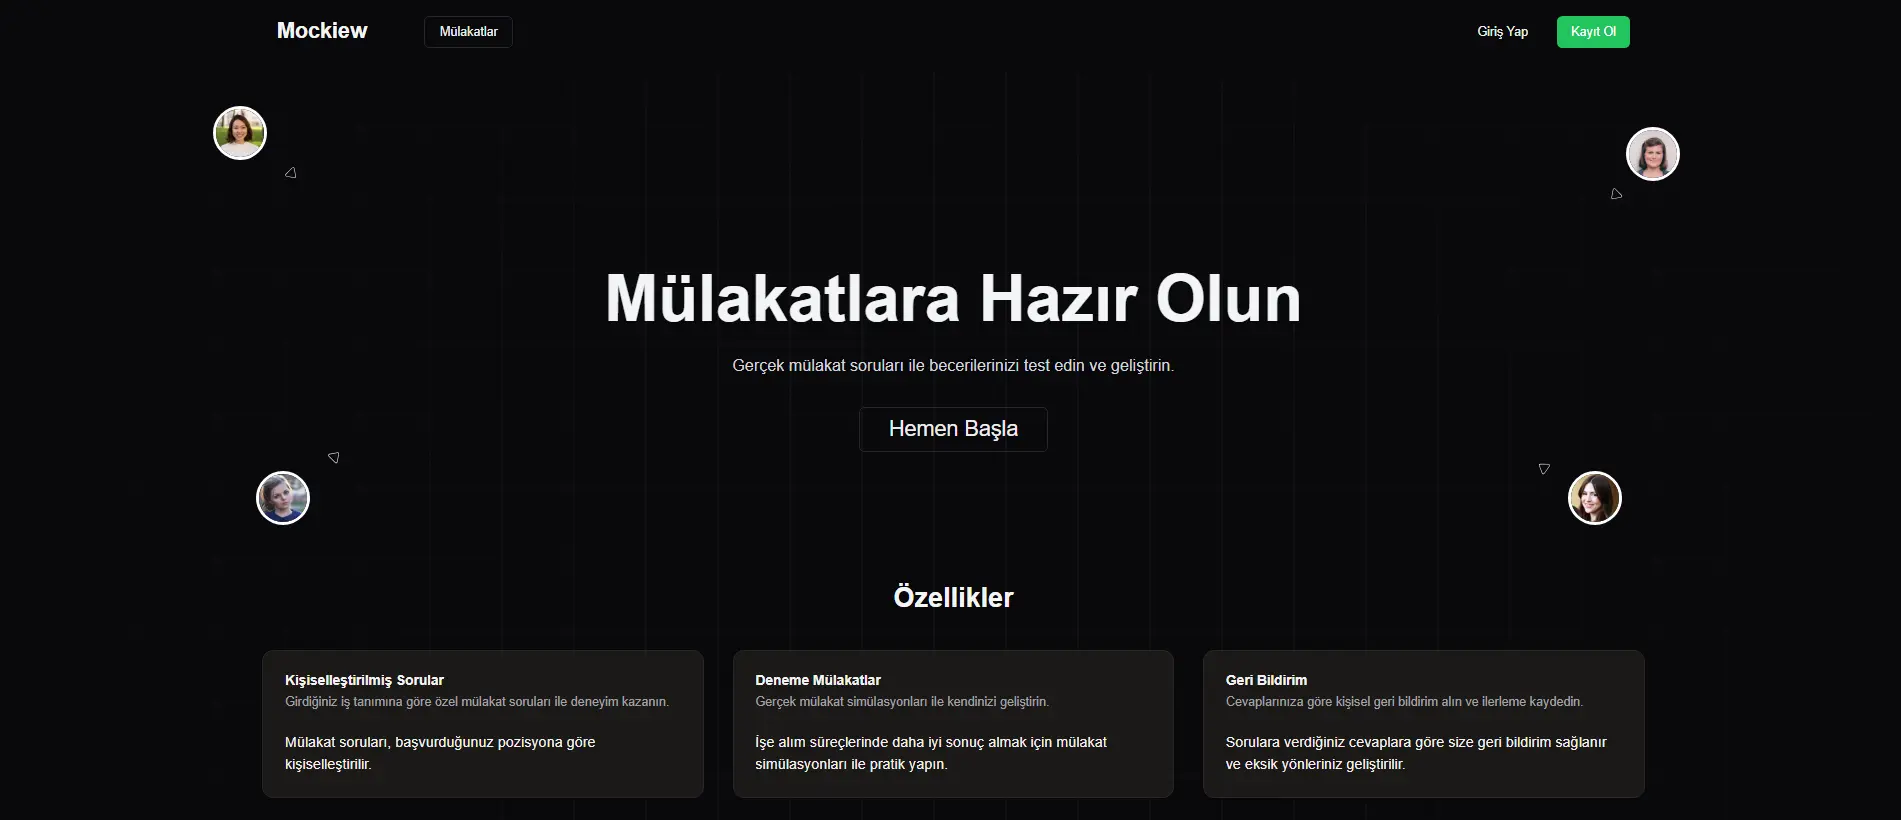 Mockiew
Mülakatlar
Giriş Yap
Kayıt Ol
Mülakatlara Hazır Olun
Gerçek mülakat soruları ile becerilerinizi test edin ve geliştirin.
Hemen Başla
Özellikler
Kişiselleştirilmiş Sorular
Girdiğiniz iş tanımına göre özel mülakat soruları ile deneyim kazanın.
Mülakat soruları, başvurduğunuz pozisyona göre
kişiselleştirilir.
Deneme Mülakatlar
Gerçek mülakat simülasyonları ile kendinizi geliştirin.
İşe alım süreçlerinde daha iyi sonuç almak için mülakat
simülasyonları ile pratik yapın.
Geri Bildirim
Cevaplarınıza göre kişisel geri bildirim alın ve ilerleme kaydedin.
Sorulara verdiğiniz cevaplara göre size geri bildirim sağlanır
ve eksik yönleriniz geliştirilir.